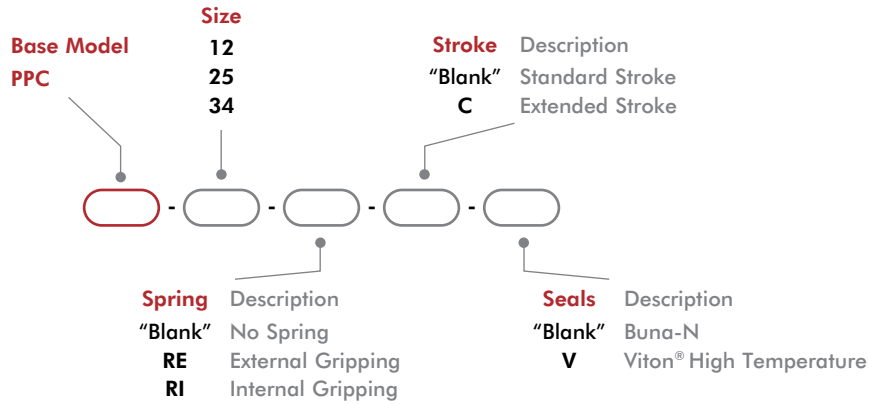 Size
Base Model 12
PPC 25
34
Stroke Description
"Blank" Standard Stroke
C Extended Stroke
- - - -
Spring Description
"Blank" No Spring
RE External Gripping
RI Internal Gripping
Seals Description
"Blank" Buna-N
V Viton® High Temperature